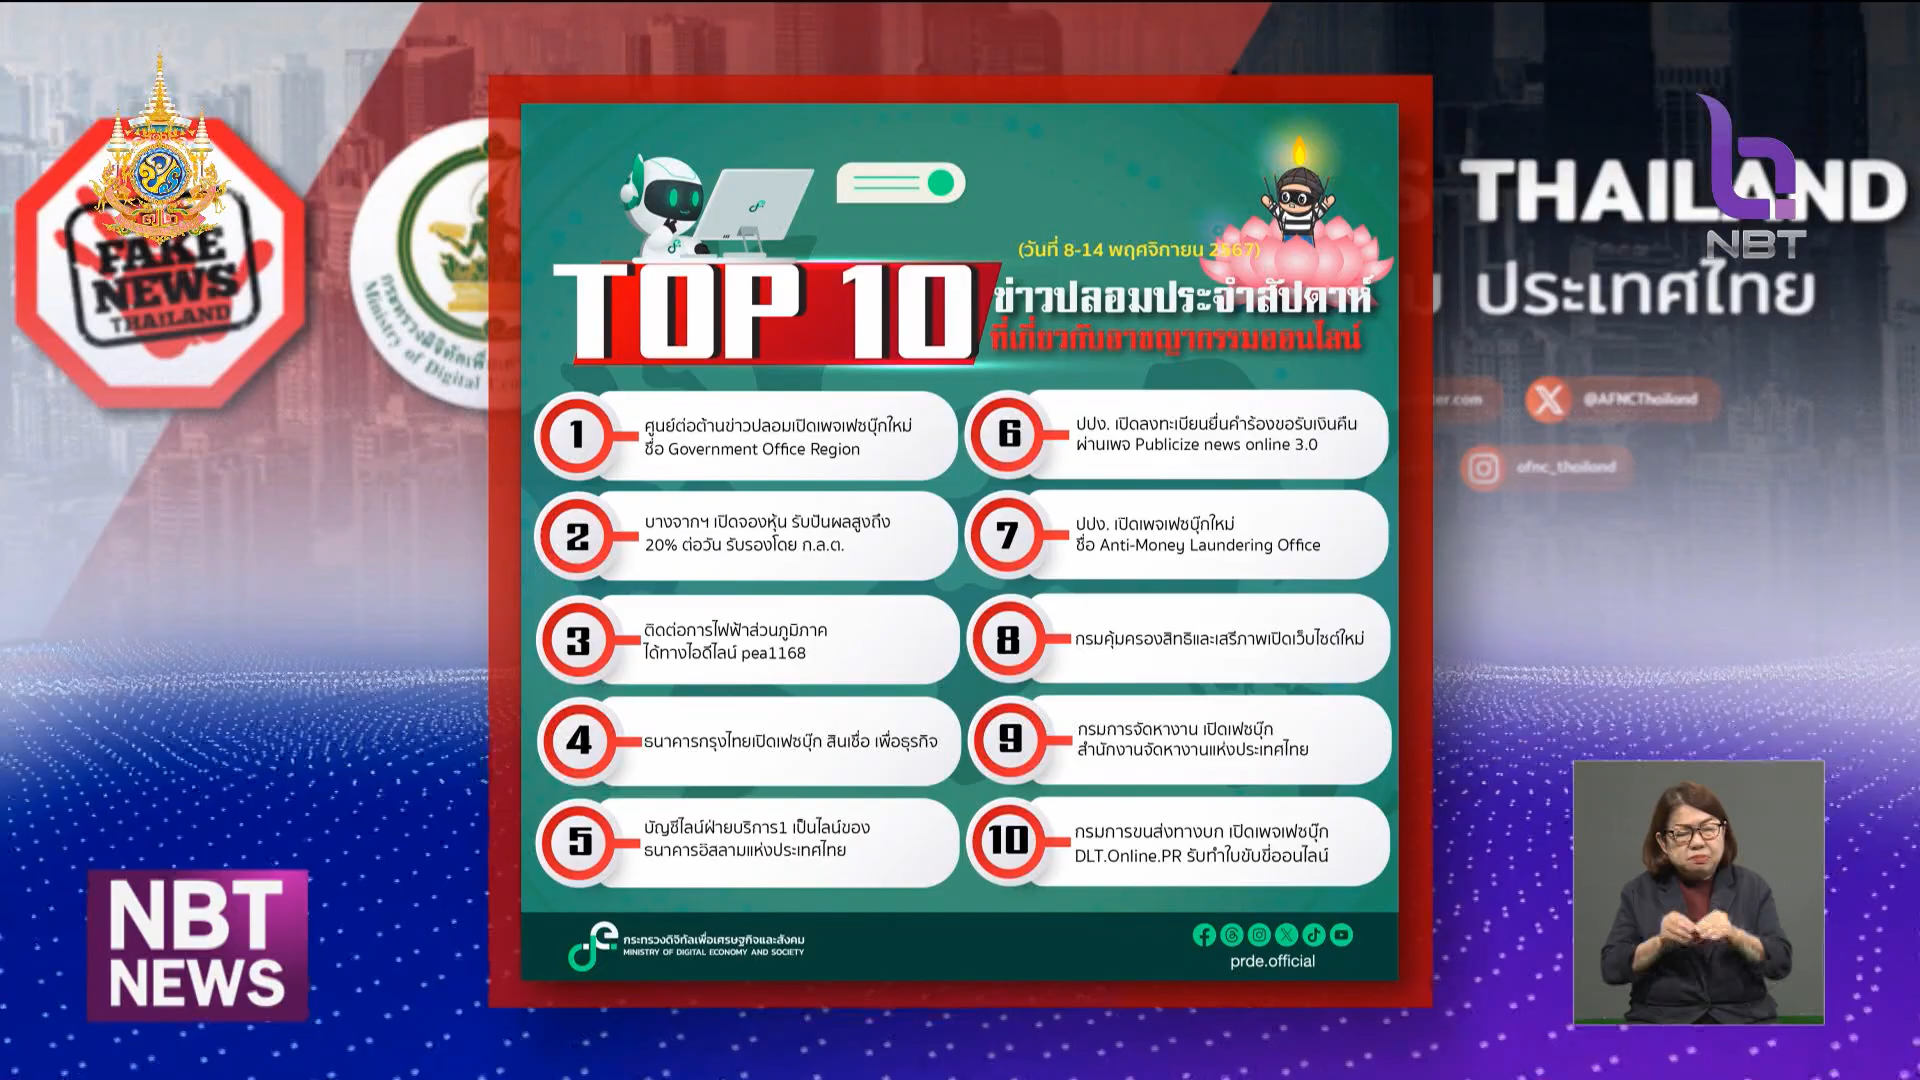 FAKE
NEWS
THAILAND
THAILAND
NBT
ประเทศไทย
@AFNCThailand
afnc_thailand
(วันที่ 8-14 พฤศจิกายน 2567)
TOP 10
ข่าวปลอมประจำสัปดาห์
ที่เกี่ยวกับอาชญากรรมออนไลน์
1
ศูนย์ต่อต้านข่าวปลอมเปิดเพจเฟซบุ๊กใหม่
ชื่อ Government Office Region
2
บางจากฯ เปิดจองหุ้น รับปันผลสูงถึง
20% ต่อวัน รับรองโดย ก.ล.ต.
3
ติดต่อการไฟฟ้าส่วนภูมิภาค
ได้ทางไอดีไลน์ pea1168
4
ธนาคารกรุงไทยเปิดเฟซบุ๊ก สินเชื่อ เพื่อธุรกิจ
5
บัญชีไลน์ฝ่ายบริการ1 เป็นไลน์ของ
ธนาคารอิสลามแห่งประเทศไทย
6
ปปง. เปิดลงทะเบียนยื่นคำร้องขอรับเงินคืน
ผ่านเพจ Publicize news online 3.0
7
ปปง. เปิดเพจเฟซบุ๊กใหม่
ชื่อ Anti-Money Laundering Office
8
กรมคุ้มครองสิทธิและเสรีภาพเปิดเว็บไซต์ใหม่
9
กรมการจัดหางาน เปิดเฟซบุ๊ก
สำนักงานจัดหางานแห่งประเทศไทย
10
กรมการขนส่งทางบก เปิดเพจเฟซบุ๊ก
DLT.Online.PR รับทำใบขับขี่ออนไลน์
กระทรวงดิจิทัลเพื่อเศรษฐกิจและสังคม
MINISTRY OF DIGITAL ECONOMY AND SOCIETY
prde.official
NBT
NEWS